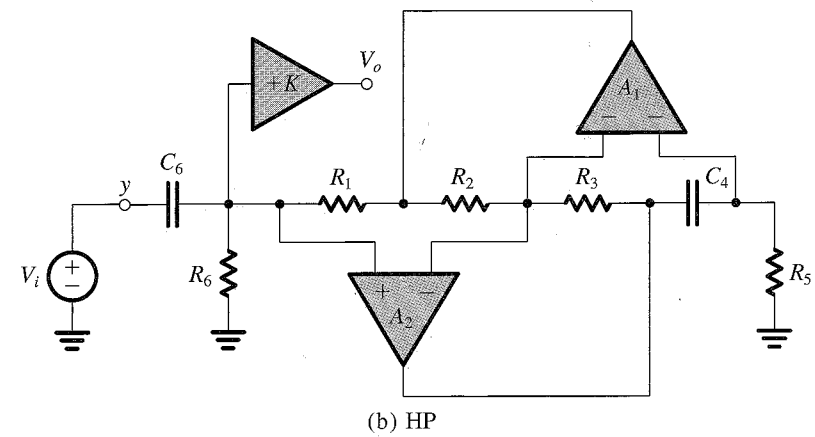 +K
V_o
A_1
− −
C_6
y
R_1
R_2
R_3
C_4
V_i
+
−
R_6
+ −
A_2
R_5
(b) HP